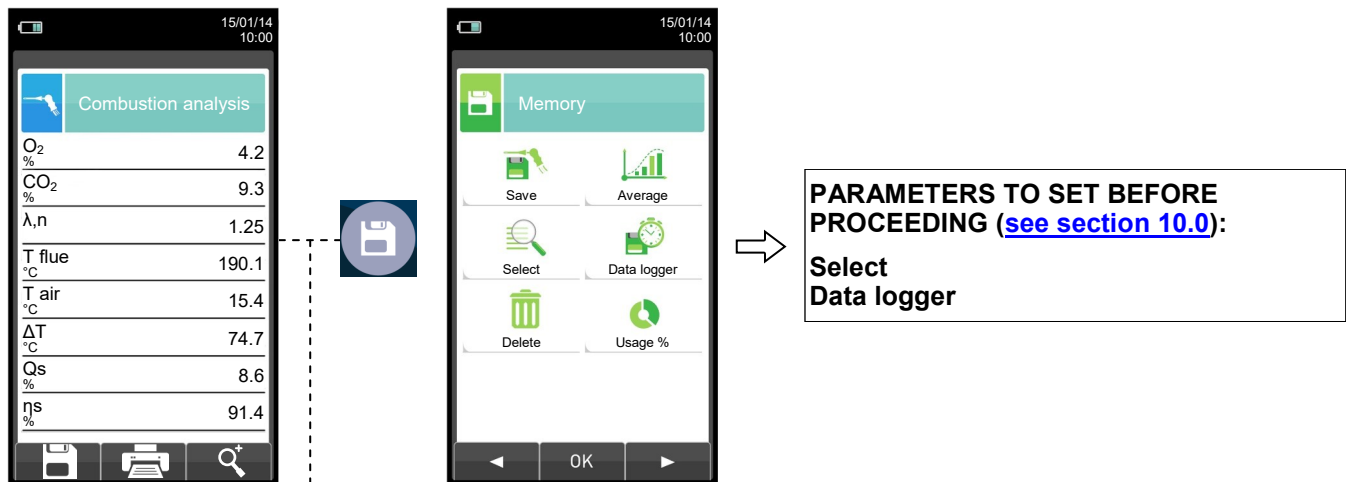 15/01/14
10:00
Combustion analysis
O₂
% 4.2
CO₂
% 9.3
λ,n 1.25
T flue
°C 190.1
T air
°C 15.4
ΔT
°C 74.7
Qs
% 8.6
ηs
% 91.4
15/01/14
10:00
Memory
Save Average
Select Data logger
Delete Usage %
OK
PARAMETERS TO SET BEFORE
PROCEEDING (see section 10.0):
Select
Data logger